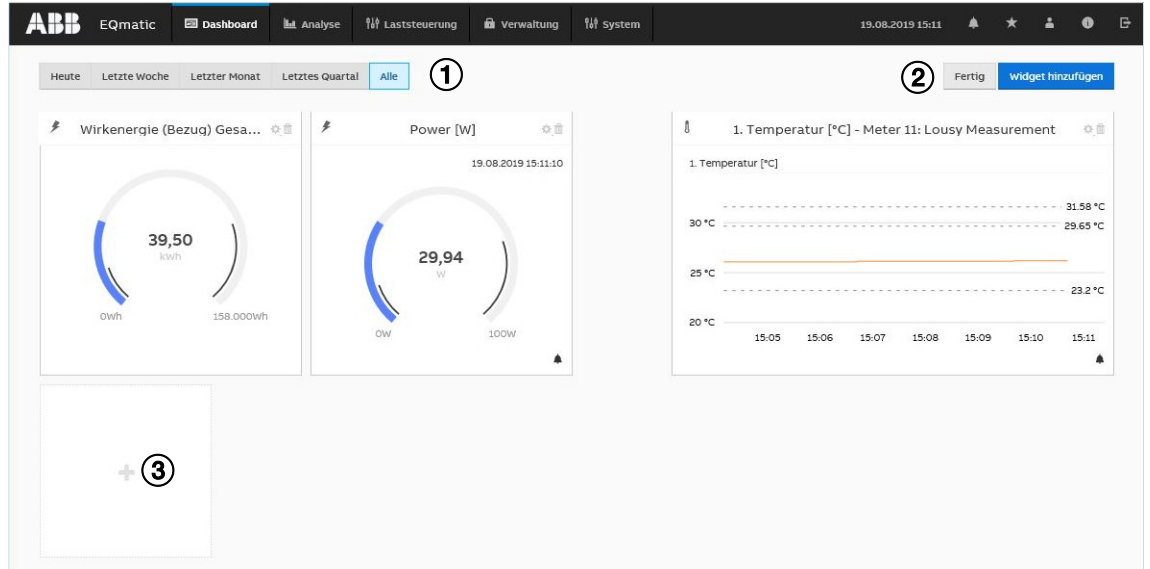 ABB EQmatic Dashboard Analyse Laststeuerung Verwaltung System 19.08.2019 15:11
Heute Letzte Woche Letzter Monat Letztes Quartal Alle 1 2 Fertig Widget hinzufügen
Wirkenergie (Bezug) Gesa...
39,50
kWh
0Wh 158.000Wh
Power [W]
19.08.2019 15:11:10
29,94
W
0W 100W
1. Temperatur [°C] - Meter 11: Lousy Measurement
1. Temperatur [°C]
31.58 °C
30 °C 29.65 °C
25 °C
23.2 °C
20 °C
15:05 15:06 15:07 15:08 15:09 15:10 15:11
3